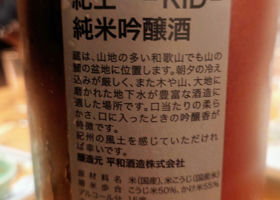 紀土 -KID-
純米吟醸酒
蔵は、山地の多い和歌山でも山の
盆地に位置します。朝夕の冷え
込みが厳しく、また木や山、大地に
磨かれた地下水が豊富な酒造に
適した場所です。口当たりの柔らか
さ、口に入ったときの吟醸香が
特徴です。
紀州の風土を感じていただけれ
ば幸いです。
醸造元 平和酒造株式会社
原材料名 米(国産)、米こうじ(国産米)
精米歩合 こうじ米50%、かけ米55%
アルコール分